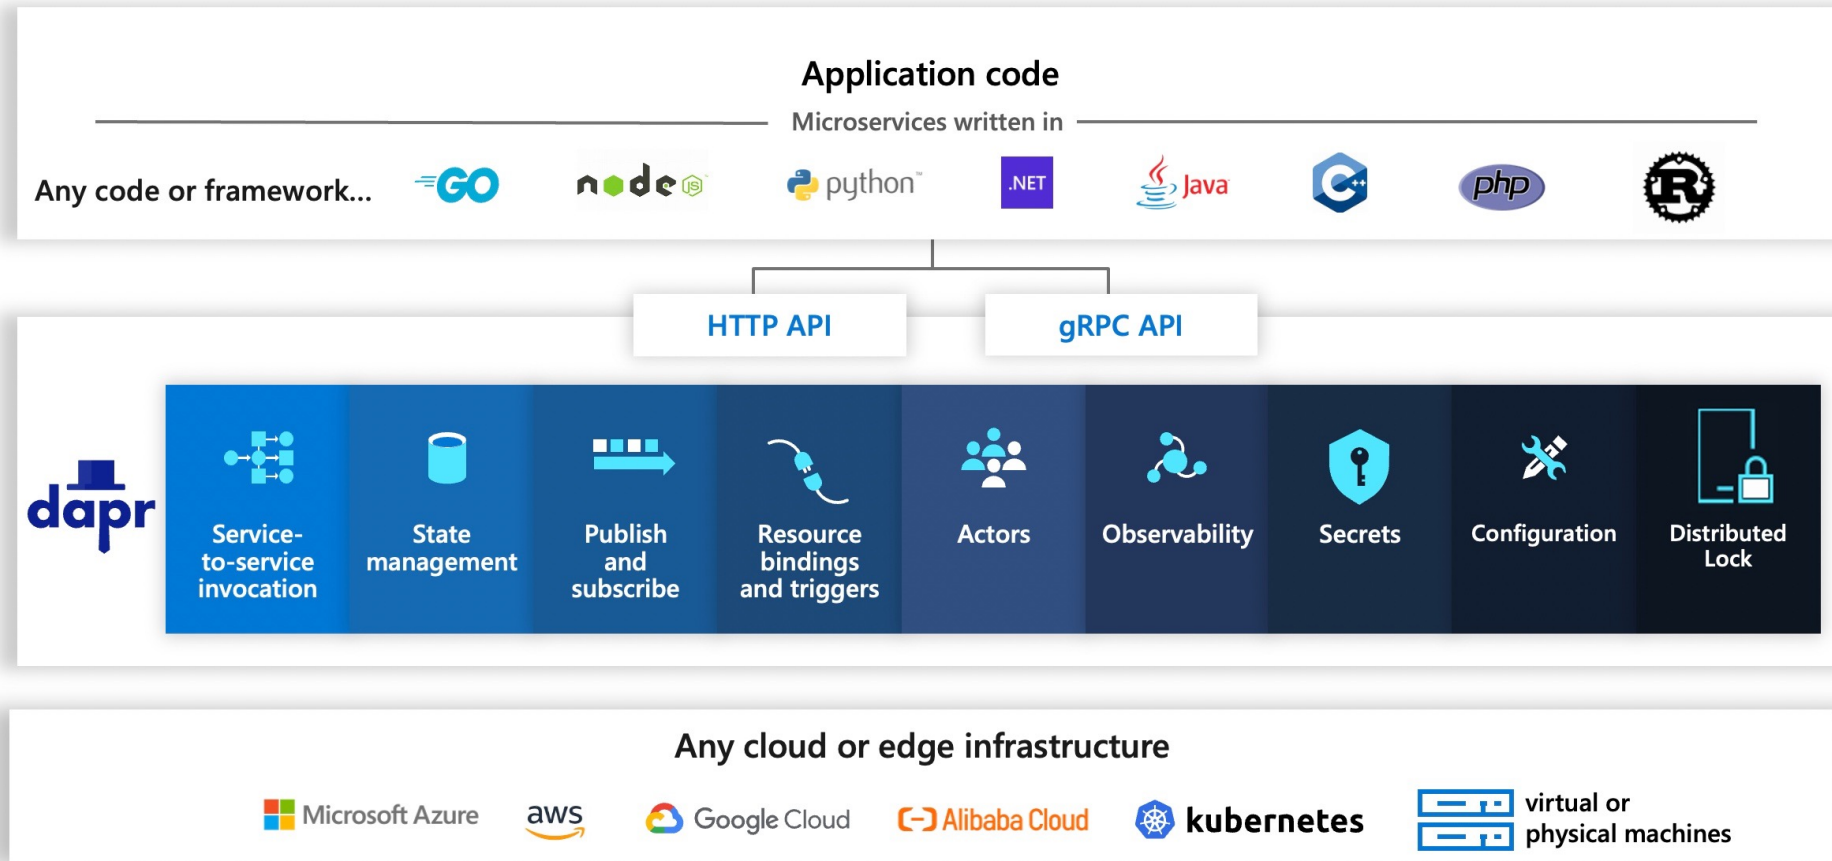 Application code
Microservices written in
Any code or framework...
GO
node
JS
python™
.NET
Java
C++
php
R
HTTP API
gRPC API
dapr
Service-
to-service
invocation
State
management
Publish
and
subscribe
Resource
bindings
and triggers
Actors
Observability
Secrets
Configuration
Distributed
Lock
Any cloud or edge infrastructure
Microsoft Azure
aws
Google Cloud
Alibaba Cloud
kubernetes
virtual or
physical machines